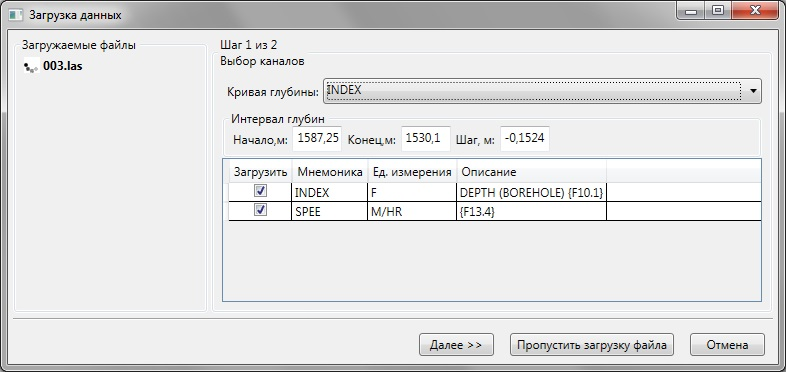 Загрузка данных
Загружаемые файлы
003.las
Шаг 1 из 2
Выбор каналов
Кривая глубины: INDEX
Интервал глубин
Начало,м: 1587,25 Конец,м: 1530,1 Шаг, м: -0,1524
Загрузить Мнемоника Ед. измерения Описание
INDEX F DEPTH (BOREHOLE) {F10.1}
SPEE M/HR {F13.4}
Далее >> Пропустить загрузку файла Отмена